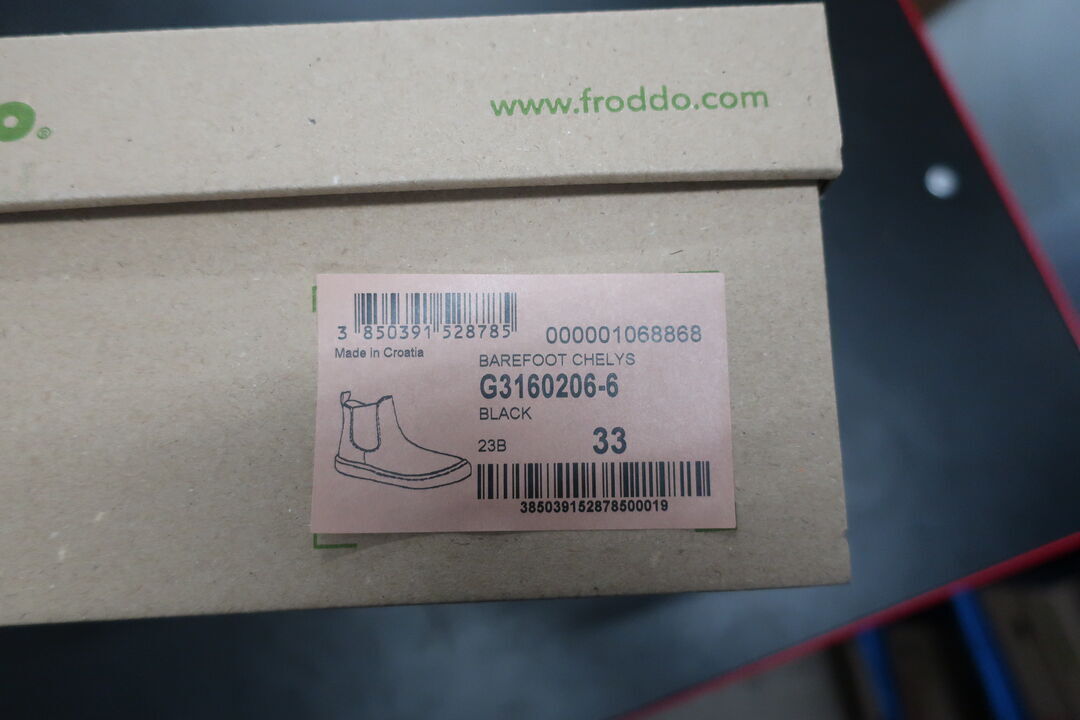 www.froddo.com
o®
3 850391 528785
000001068868
Made in Croatia
BAREFOOT CHELYS
G3160206-6
BLACK
23B
33
385039152878500019